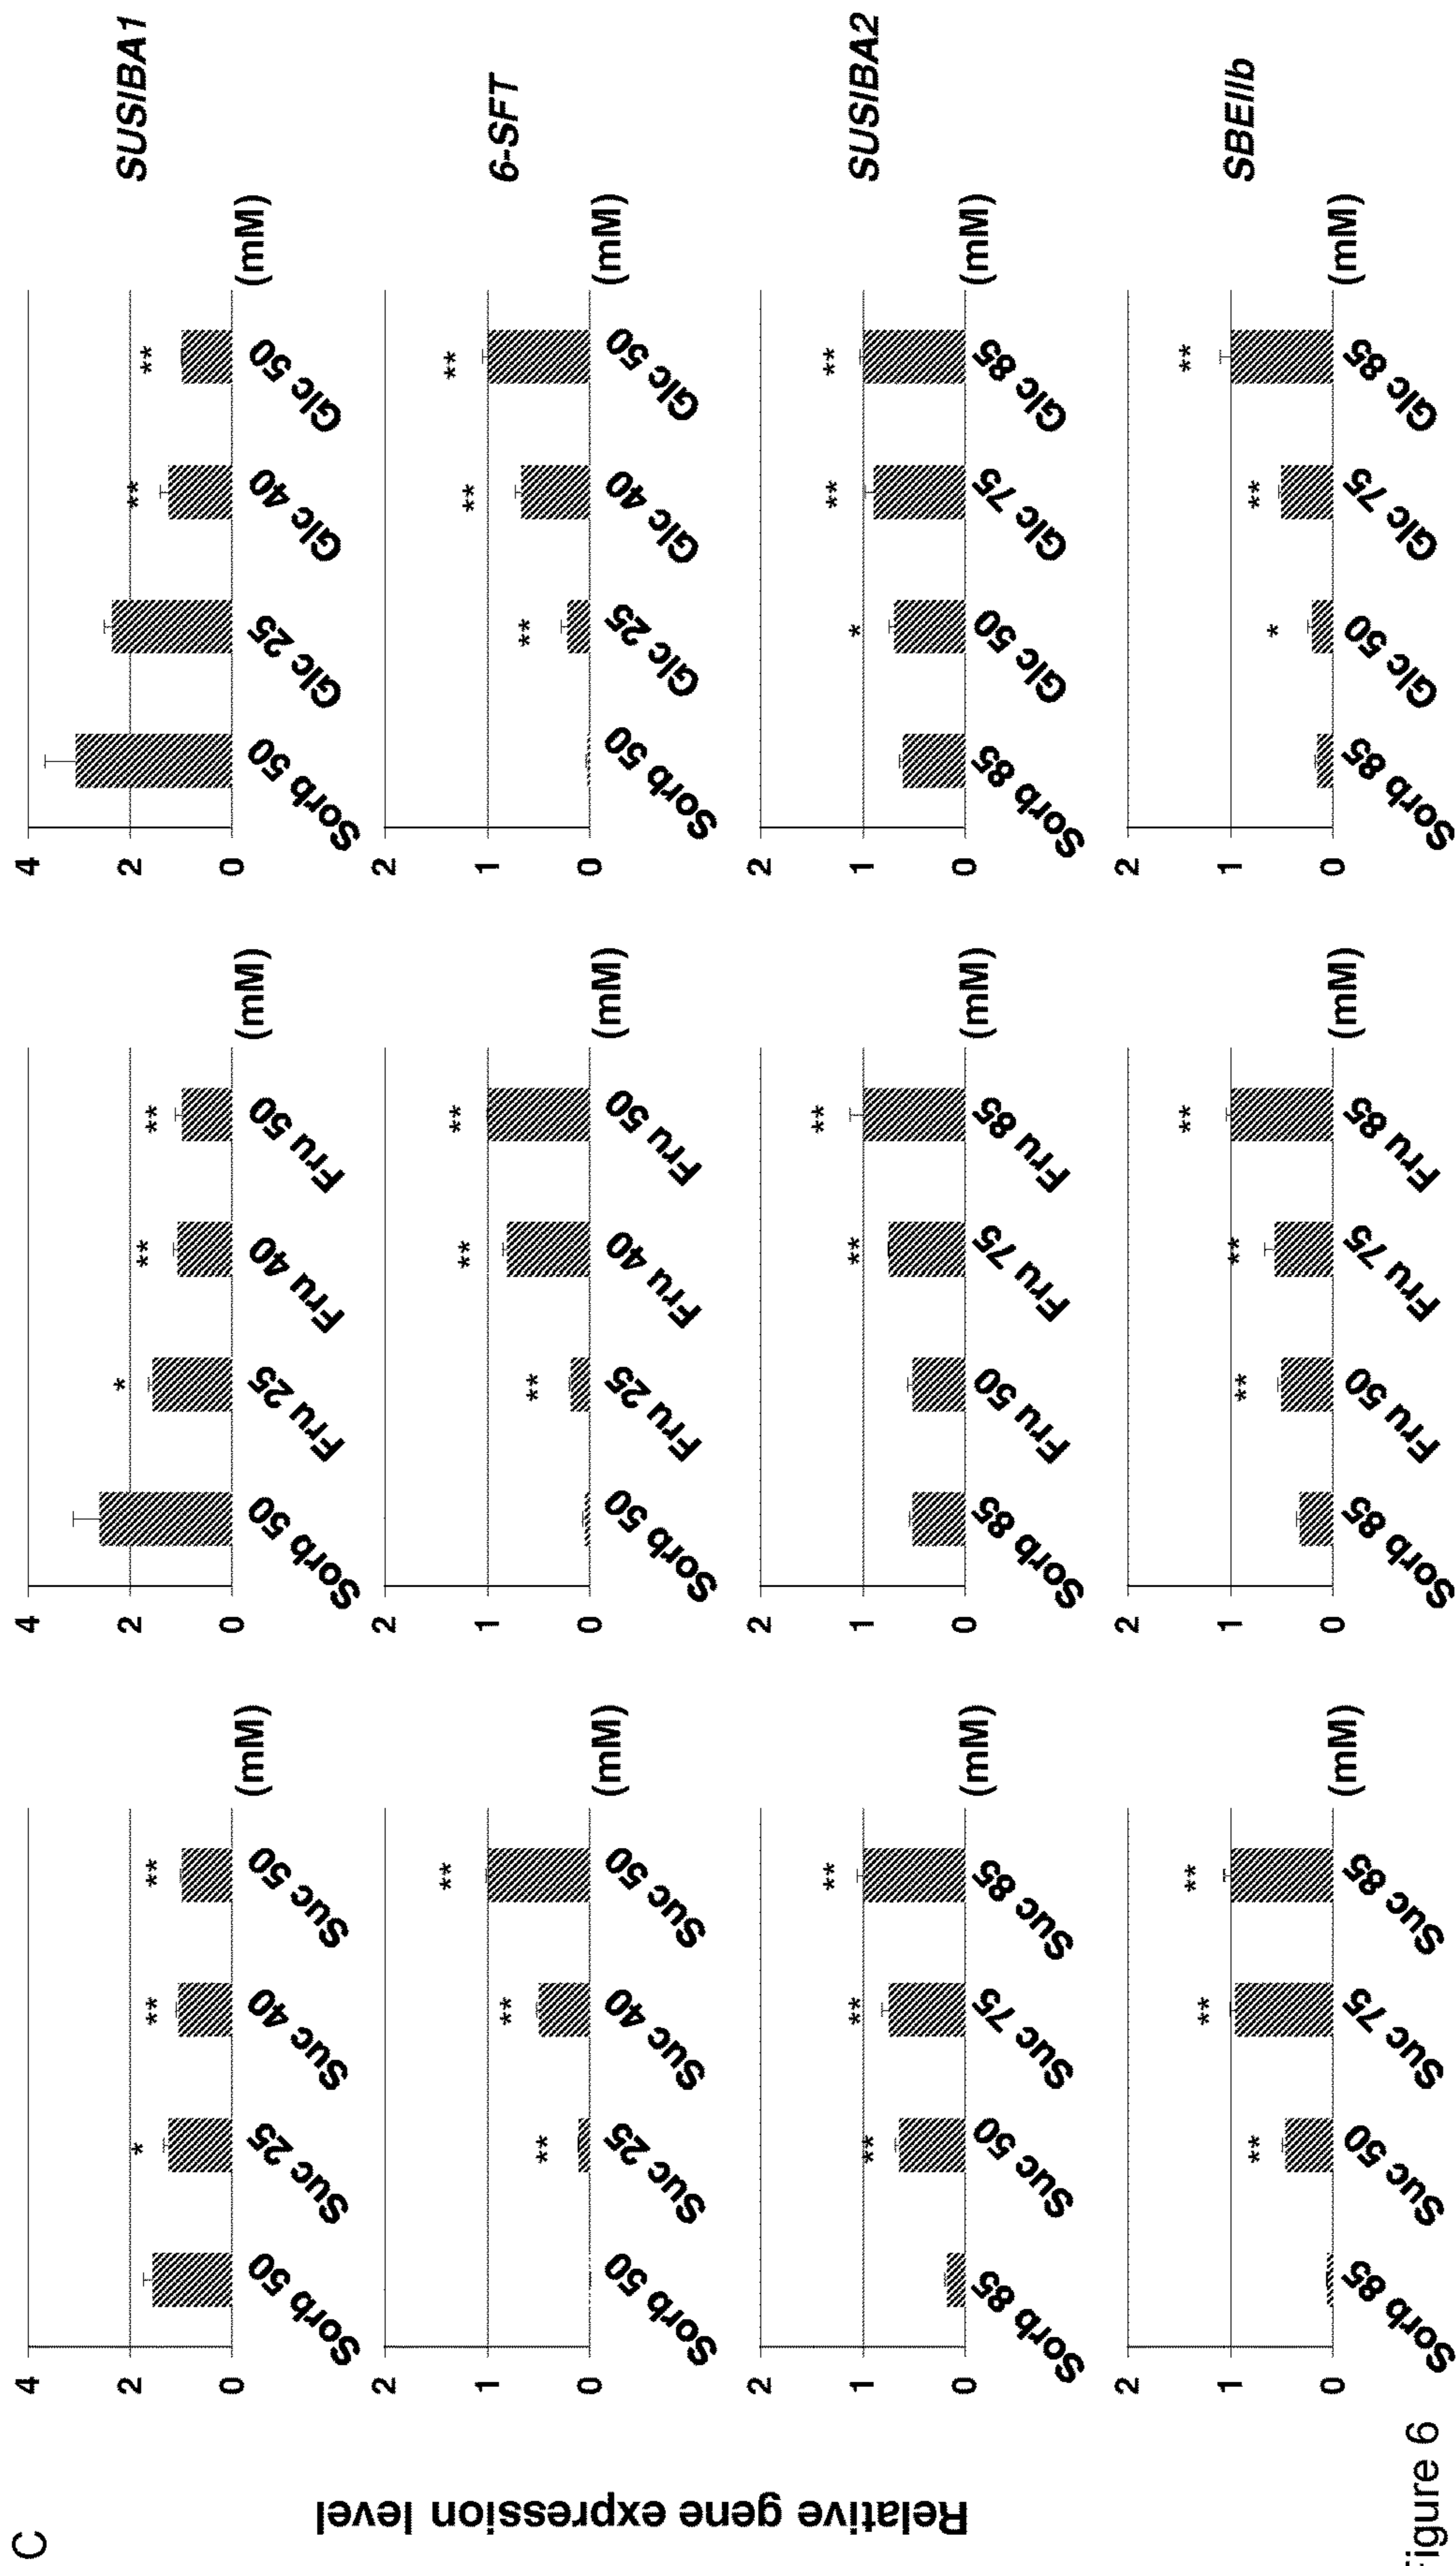 C
Relative gene expression level
4
2
0
Sorb 50
Suc 25
Suc 40
Suc 50
(mM)
*
**
**
4
2
0
Sorb 50
Fru 25
Fru 40
Fru 50
(mM)
*
**
**
4
2
0
Sorb 50
Glc 25
Glc 40
Glc 50
(mM)
**
**
SUSIBA1
2
1
0
Sorb 50
Suc 25
Suc 40
Suc 50
(mM)
**
**
**
2
1
0
Sorb 50
Fru 25
Fru 40
Fru 50
(mM)
**
**
**
2
1
0
Sorb 50
Glc 25
Glc 40
Glc 50
(mM)
**
**
**
6-SFT
2
1
0
Sorb 85
Suc 50
Suc 75
Suc 85
(mM)
**
**
**
2
1
0
Sorb 85
Fru 50
Fru 75
Fru 85
(mM)
**
**
2
1
0
Sorb 85
Glc 50
Glc 75
Glc 85
(mM)
*
**
**
SUSIBA2
2
1
0
Sorb 85
Suc 50
Suc 75
Suc 85
(mM)
**
**
**
2
1
0
Sorb 85
Fru 50
Fru 75
Fru 85
(mM)
**
**
**
2
1
0
Sorb 85
Glc 50
Glc 75
Glc 85
(mM)
*
**
**
SBEIIb
Figure 6